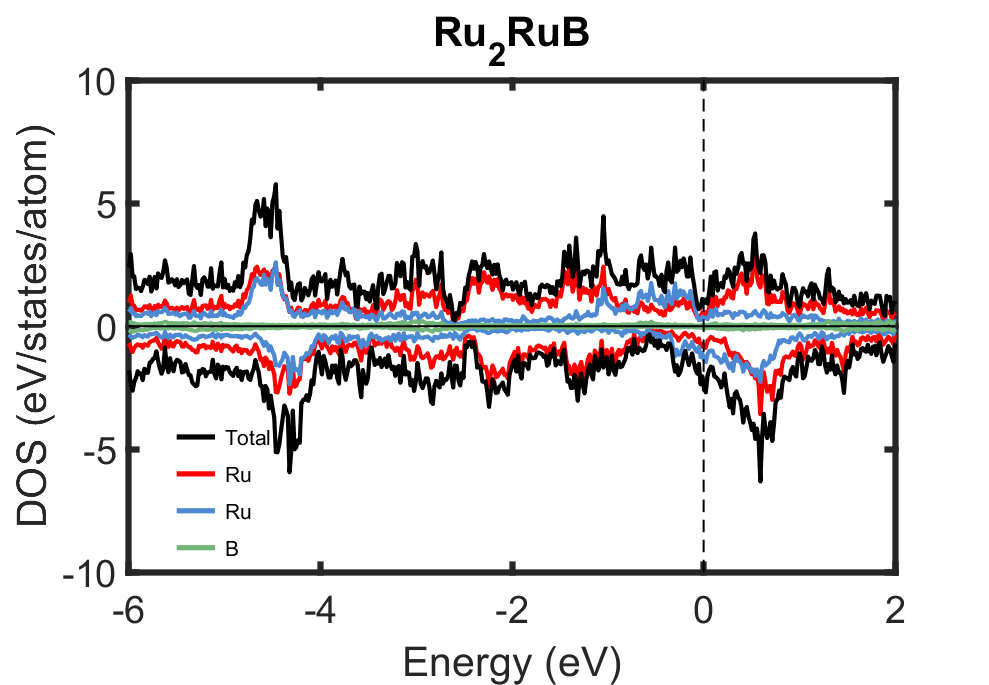 Ru2RuB
10
5
0
-5
-10
DOS (eV/states/atom)
Total
Ru
Ru
B
-6 -4 -2 0 2
Energy (eV)